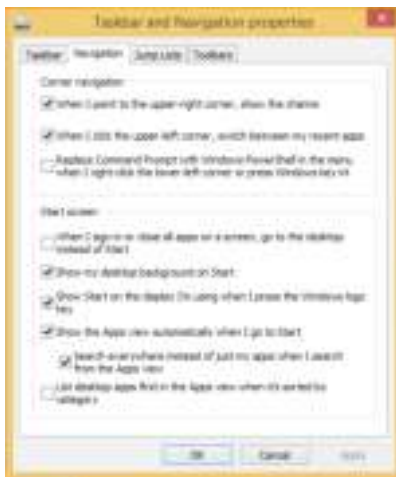 Taskbar and Navigation properties
Taskbar Navigation Jump Lists Toolbars
Corner navigation
When I point to the upper-right corner, show the charms
When I click the upper-left corner, switch between my recent apps
Replace Command Prompt with Windows PowerShell in the menu
when I right-click the lower-left corner or press Windows key+X
Start screen
When I sign in or close all apps on a screen, go to the desktop
instead of Start
Show my desktop background on Start
Show Start on the display I'm using when I press the Windows logo
key
Show the Apps view automatically when I go to Start
Search everywhere instead of just my apps when I search
from the Apps view
List desktop apps first in the Apps view when it's sorted by
category
OK Cancel Apply